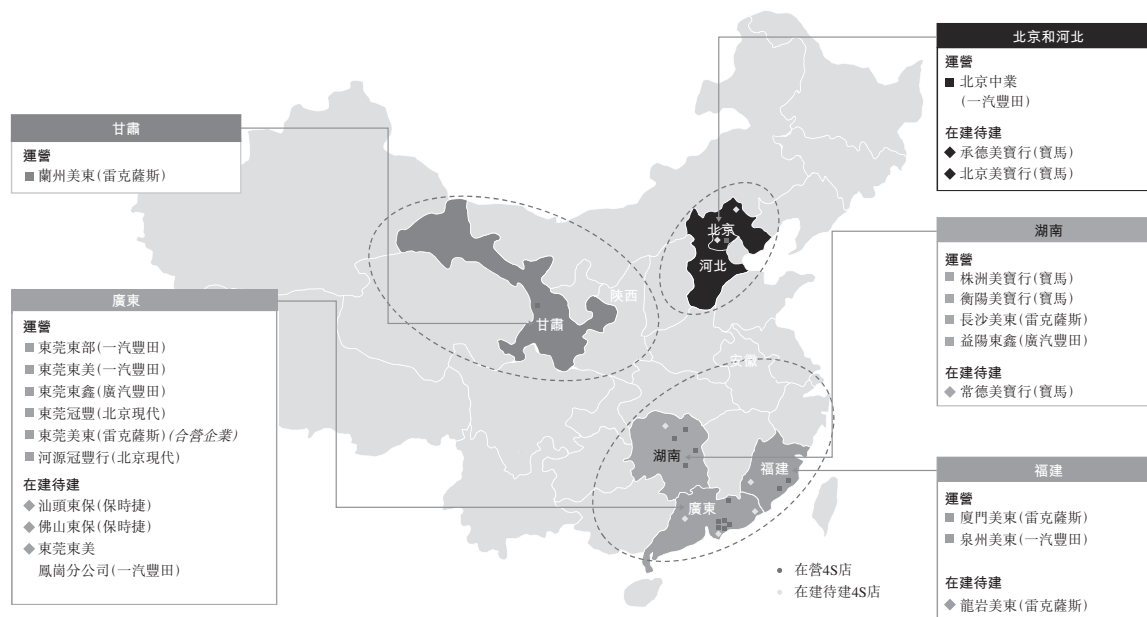 甘肅
運營
■ 蘭州美東(雷克薩斯)
廣東
運營
■ 東莞東部(一汽豐田)
■ 東莞東美(一汽豐田)
■ 東莞東鑫(廣汽豐田)
■ 東莞冠豐(北京現代)
■ 東莞美東(雷克薩斯)(合營企業)
■ 河源冠豐行(北京現代)
在建待建
◆ 汕頭東保(保時捷)
◆ 佛山東保(保時捷)
◆ 東莞東美
鳳崗分公司(一汽豐田)
北京
河北
陝西
甘肅
安徽
湖南
福建
廣東
● 在營4S店
● 在建待建4S店
北京和河北
運營
■ 北京中業
(一汽豐田)
在建待建
◆ 承德美寶行(寶馬)
◆ 北京美寶行(寶馬)
湖南
運營
■ 株洲美寶行(寶馬)
■ 衡陽美寶行(寶馬)
■ 長沙美東(雷克薩斯)
■ 益陽東鑫(廣汽豐田)
在建待建
◆ 常德美寶行(寶馬)
福建
運營
■ 廈門美東(雷克薩斯)
■ 泉州美東(一汽豐田)
在建待建
◆ 龍岩美東(雷克薩斯)